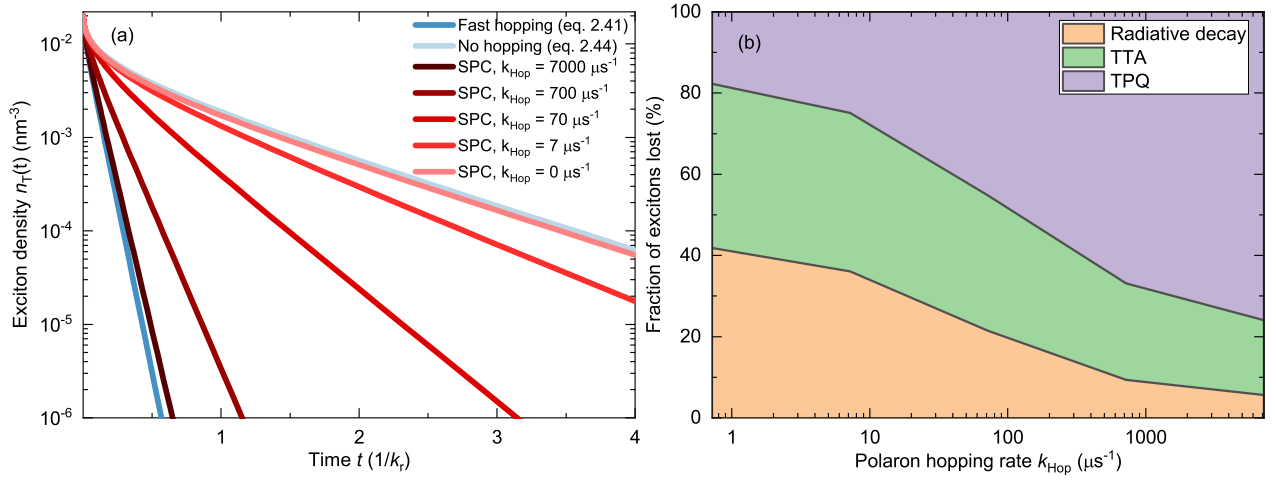 (a)
Fast hopping (eq. 2.41)
No hopping (eq. 2.44)
SPC, kHop = 7000 μs⁻¹
SPC, kHop = 700 μs⁻¹
SPC, kHop = 70 μs⁻¹
SPC, kHop = 7 μs⁻¹
SPC, kHop = 0 μs⁻¹
Exciton density nT(t) (nm⁻³)
10⁻²
10⁻³
10⁻⁴
10⁻⁵
10⁻⁶
1
2
3
4
Time t (1/kr)
(b)
Radiative decay
TTA
TPQ
Fraction of excitons lost (%)
100
80
60
40
20
0
1
10
100
1000
Polaron hopping rate kHop (μs⁻¹)